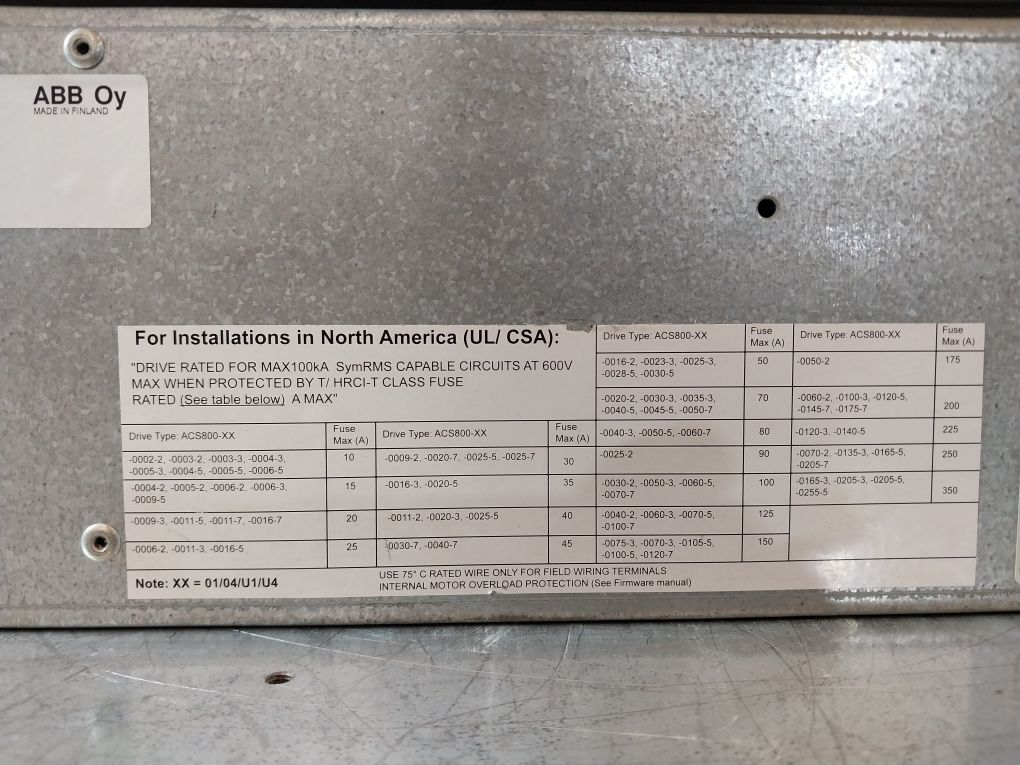 ABB Oy
MADE IN FINLAND
For Installations in North America (UL/ CSA):
"DRIVE RATED FOR MAX100kA SymRMS CAPABLE CIRCUITS AT 600V
MAX WHEN PROTECTED BY T/ HRCI-T CLASS FUSE
RATED (See table below) A MAX"
Drive Type: ACS800-XX
Fuse
Max (A)
-0002-2, -0003-2, -0003-3, -0004-3,
-0005-3, -0004-5, -0005-5, -0006-5
10
-0004-2, -0005-2, -0006-2, -0006-3,
-0009-5
15
-0009-3, -0011-5, -0011-7, -0016-7
20
-0006-2, -0011-3, -0016-5
25
Drive Type: ACS800-XX
Fuse
Max (A)
-0009-2, -0020-7, -0025-5, -0025-7
30
-0016-3, -0020-5
35
-0011-2, -0020-3, -0025-5
40
-0030-7, -0040-7
45
Drive Type: ACS800-XX
Fuse
Max (A)
-0016-2, -0023-3, -0025-3,
-0028-5, -0030-5
50
-0020-2, -0030-3, -0035-3,
-0040-5, -0045-5, -0050-7
70
-0040-3, -0050-5, -0060-7
80
-0025-2
90
-0030-2, -0050-3, -0060-5,
-0070-7
100
-0040-2, -0060-3, -0070-5,
-0100-7
125
-0075-3, -0070-3, -0105-5,
-0100-5, -0120-7
150
Drive Type: ACS800-XX
Fuse
Max (A)
-0050-2
175
-0060-2, -0100-3, -0120-5,
-0145-7, -0175-7
200
-0120-3, -0140-5
225
-0070-2, -0135-3, -0165-5,
-0205-7
250
-0165-3, -0205-3, -0205-5,
-0255-5
350
Note: XX = 01/04/U1/U4
USE 75° C RATED WIRE ONLY FOR FIELD WIRING TERMINALS
INTERNAL MOTOR OVERLOAD PROTECTION (See Firmware manual)